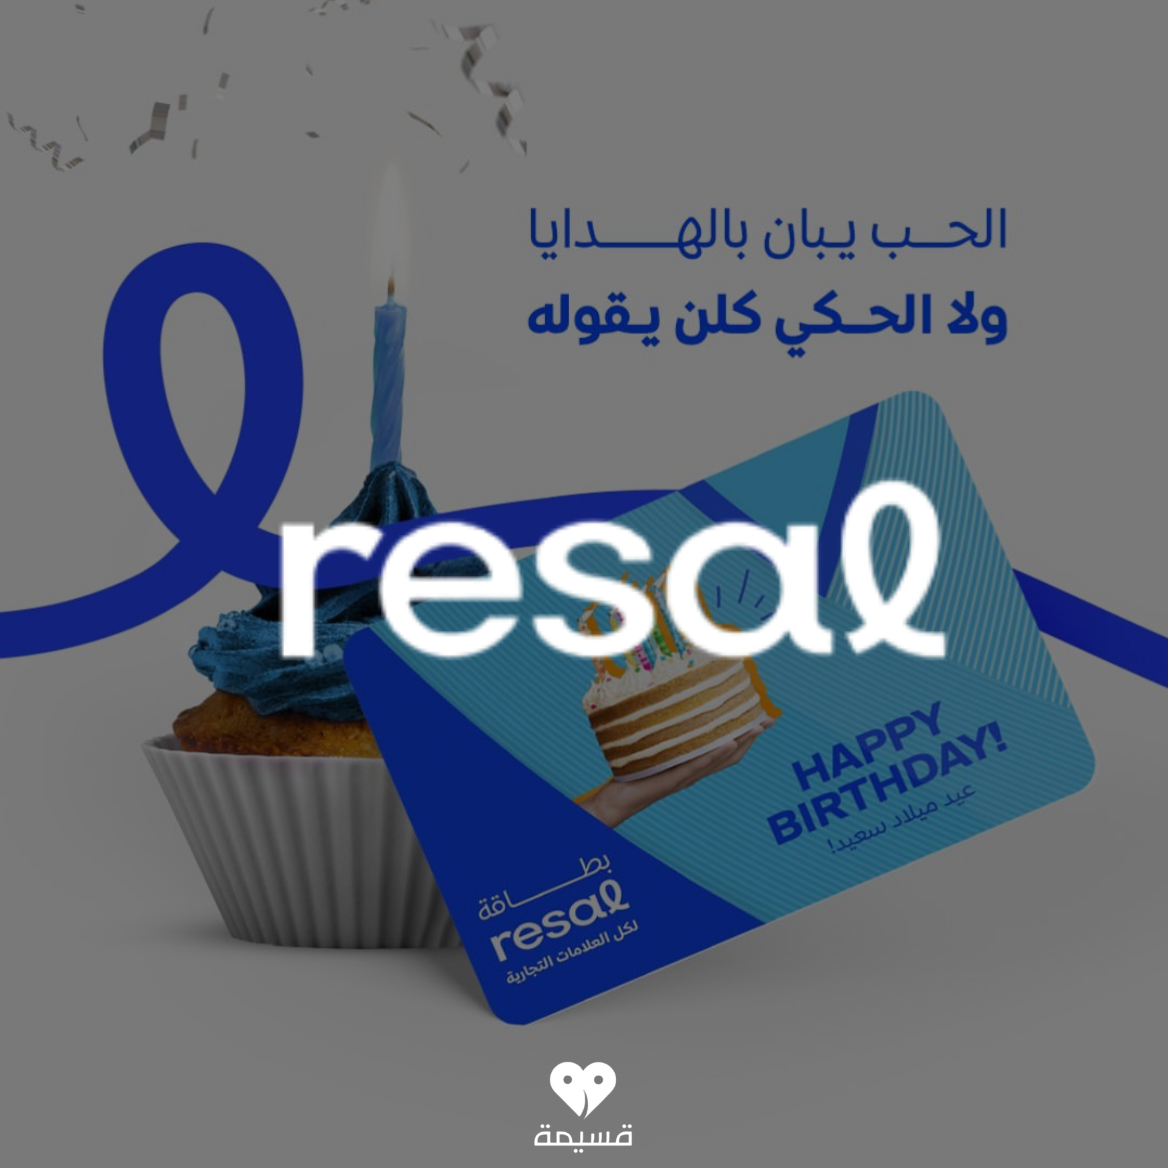 الحب يبان بالهدايا
ولا الحكي كلن يقوله
resal
HAPPY
BIRTHDAY!
عيد ميلاد سعيد!
بطاقة
resal
لكل العلامات التجارية
قسيمة